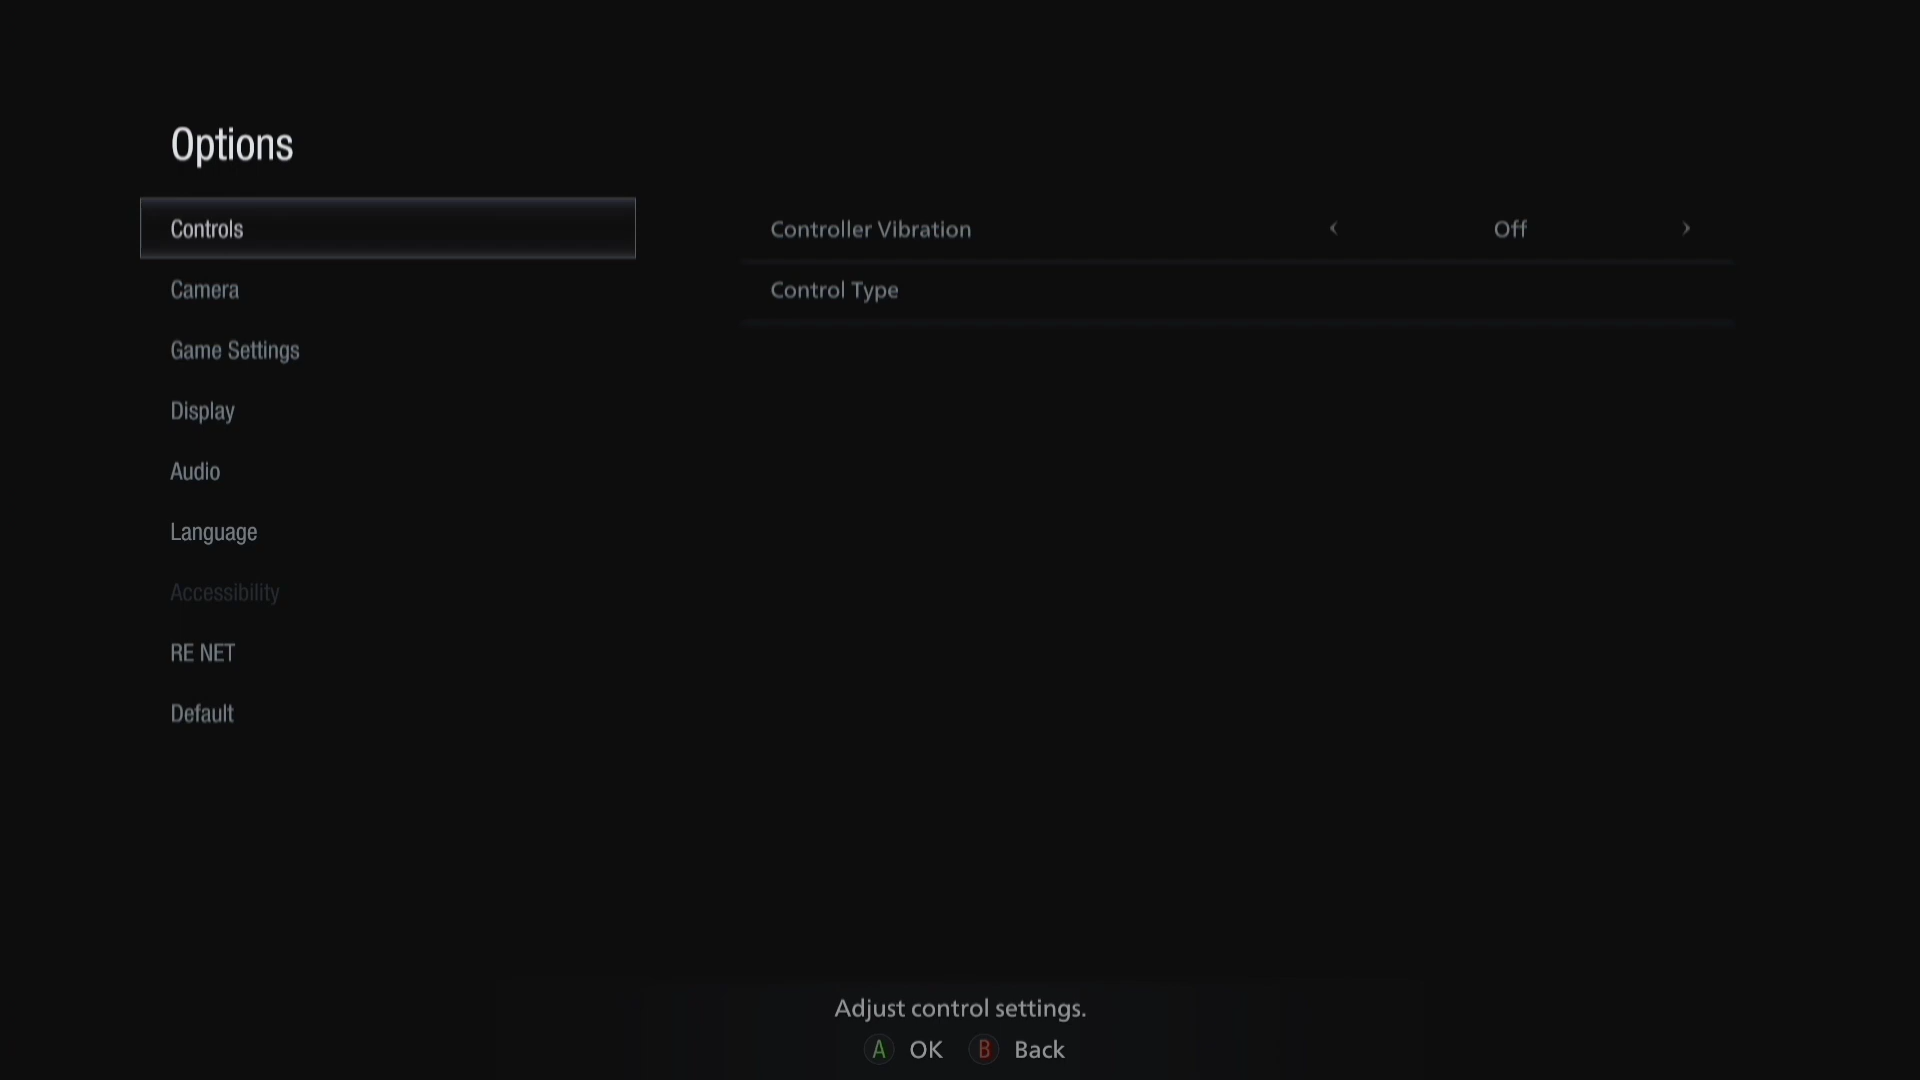 Options
Controls
Controller Vibration
Off
Camera
Control Type
Game Settings
Display
Audio
Language
Accessibility
RE NET
Default
Adjust control settings.
A OK B Back